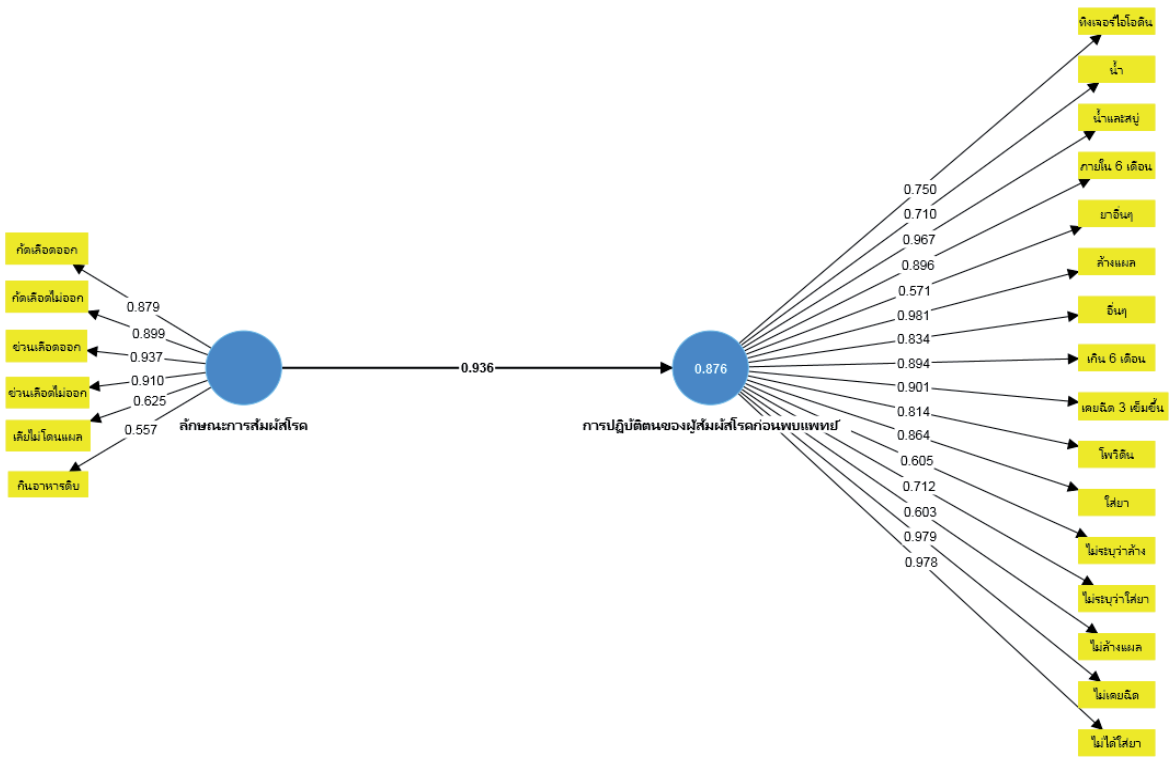 กัดเลือดออก
กัดเลือดไม่ออก
ข่วนเลือดออก
ข่วนเลือดไม่ออก
เลียไม่โดนแผล
กินอาหารดิบ
0.879
0.899
0.937
0.910
0.625
0.557
ลักษณะการสัมผัสโรค
0.936
0.876
การปฏิบัติตนของผู้สัมผัสโรคก่อนพบแพทย์
0.750
0.710
0.967
0.896
0.571
0.981
0.834
0.894
0.901
0.814
0.864
0.605
0.712
0.603
0.979
0.978
ทิงเจอร์ไอโอดีน
น้ำ
น้ำและสบู่
ภายใน 6 เดือน
ยาอื่นๆ
ล้างแผล
อื่นๆ
เกิน 6 เดือน
เคยฉีด 3 เข็มขึ้น
โพวิดีน
ใส่ยา
ไม่ระบุว่าล้าง
ไม่ระบุว่าใส่ยา
ไม่ล้างแผล
ไม่เคยฉีด
ไม่ได้ใส่ยา